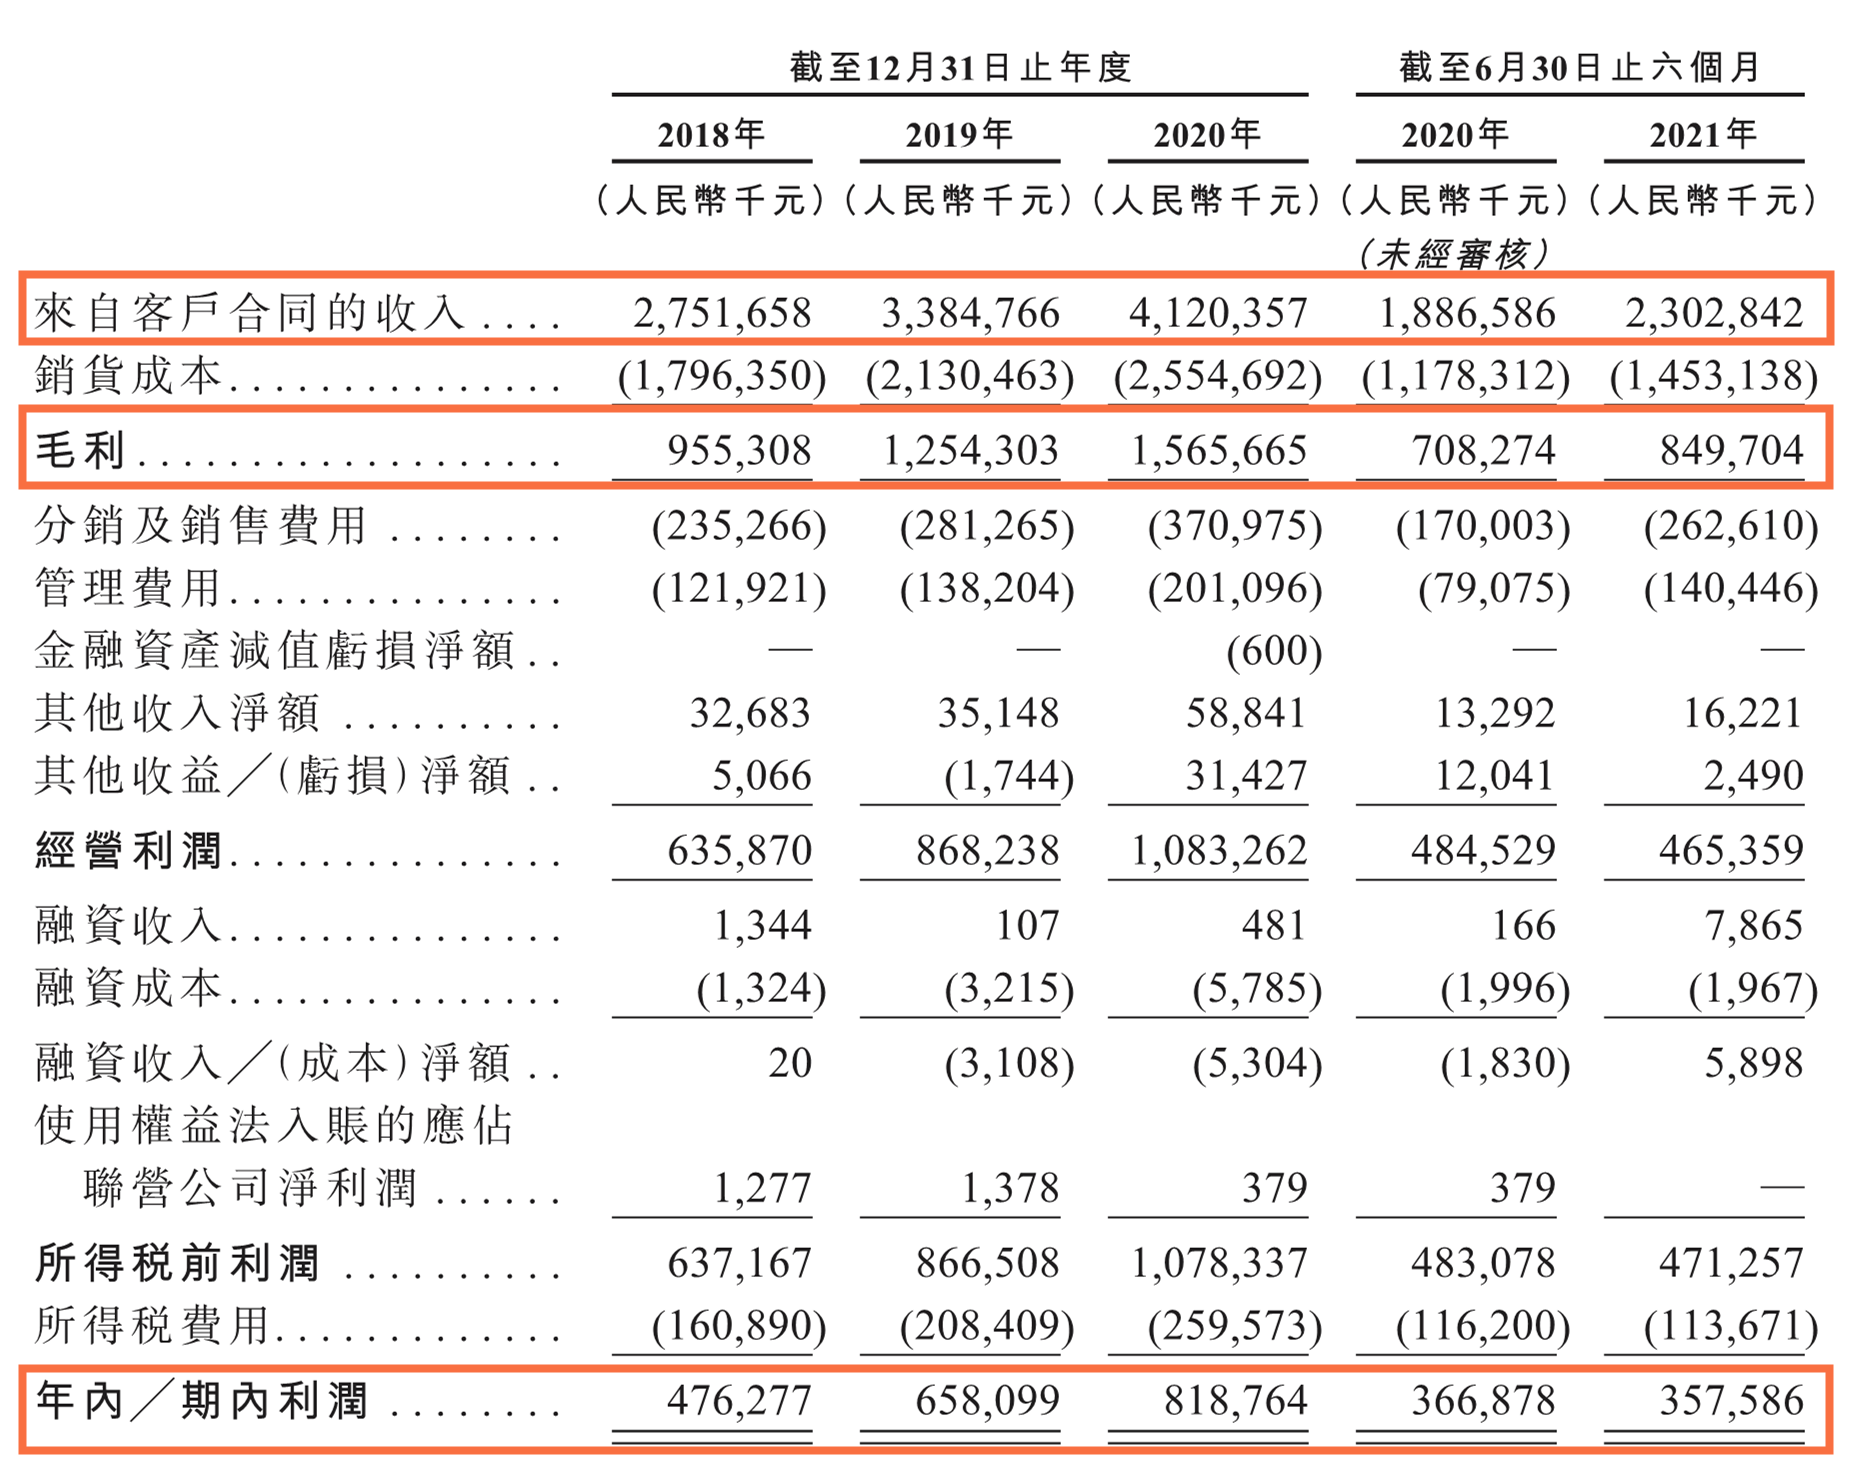 截至12月31日止年度 截至6月30日止六個月
2018年 2019年 2020年 2020年 2021年
(人民幣千元) (人民幣千元) (人民幣千元) (人民幣千元) (人民幣千元)
(未經審核)
來自客戶合同的收入 .... 2,751,658 3,384,766 4,120,357 1,886,586 2,302,842
銷貨成本............... (1,796,350) (2,130,463) (2,554,692) (1,178,312) (1,453,138)
毛利................... 955,308 1,254,303 1,565,665 708,274 849,704
分銷及銷售費用 ........ (235,266) (281,265) (370,975) (170,003) (262,610)
管理費用............... (121,921) (138,204) (201,096) (79,075) (140,446)
金融資產減值虧損淨額.. — — (600) — —
其他收入淨額 .......... 32,683 35,148 58,841 13,292 16,221
其他收益／(虧損)淨額.. 5,066 (1,744) 31,427 12,041 2,490
經營利潤............... 635,870 868,238 1,083,262 484,529 465,359
融資收入............... 1,344 107 481 166 7,865
融資成本............... (1,324) (3,215) (5,785) (1,996) (1,967)
融資收入／(成本)淨額.. 20 (3,108) (5,304) (1,830) 5,898
使用權益法入賬的應佔
聯營公司淨利潤...... 1,277 1,378 379 379 —
所得稅前利潤 .......... 637,167 866,508 1,078,337 483,078 471,257
所得稅費用............. (160,890) (208,409) (259,573) (116,200) (113,671)
年內／期內利潤 ........ 476,277 658,099 818,764 366,878 357,586